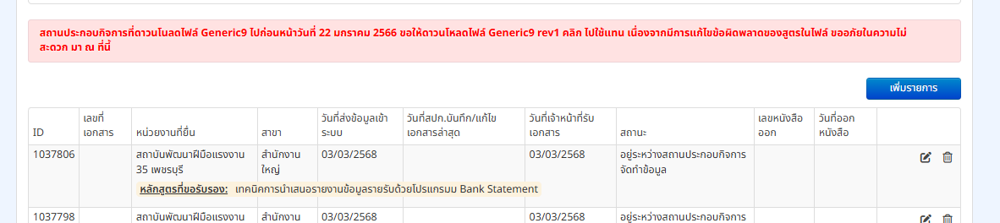 สถานประกอบกิจการที่ดาวนโนลดไฟล์ Generic9 ไปก่อนหน้าวันที่ 22 มกราคม 2566 ขอให้ดาวนโหลดไฟล์ Generic9 rev1 คลิก ไปใช้แทน เนื่องจากมีการแก้ไขข้อผิดพลาดของสูตรในไฟล์ ขออภัยในความไม่
สะดวก มา ณ ที่นี้
เพิ่มรายการ
ID เลขที่เอกสาร หน่วยงานที่ยื่น สาขา วันที่ส่งข้อมูลเข้าระบบ วันที่สปก.บันทึก/แก้ไขเอกสารล่าสุด วันที่เจ้าหน้าที่รับเอกสาร สถานะ เลขหนังสือออก วันที่ออกหนังสือ
1037806 สถาบันพัฒนาฝีมือแรงงาน สำนักงาน 03/03/2568 03/03/2568 อยู่ระหว่างสถานประกอบกิจการ
35 เพชรบุรี ใหญ่ จัดทำข้อมูล
หลักสูตรที่ขอรับรอง: เทคนิคการนำเสนอรายงานข้อมูลรายรับด้วยโปรแกรมม Bank Statement
1037798 สถาบันพัฒนาฝีมือแรงงาน สำนักงาน 03/03/2568 03/03/2568 อยู่ระหว่างสถานประกอบกิจการ